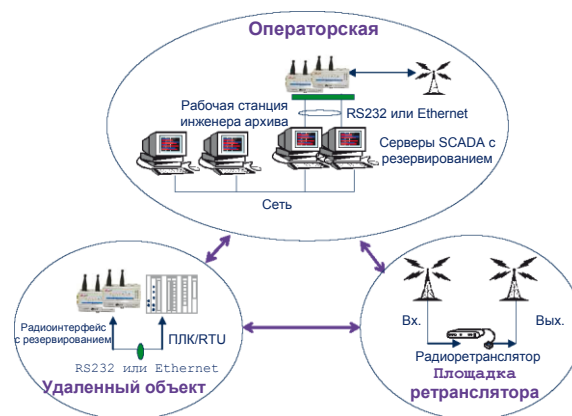 Операторская
Рабочая станция
инженера архива
RS232 или Ethernet
Серверы SCADA с
резервированием
Сеть
Радиоинтерфейс
с резервированием
ПЛК/RTU
RS232 или Ethernet
Удаленный объект
Вх.
Вых.
Радиоретранслятор
Площадка
ретранслятора